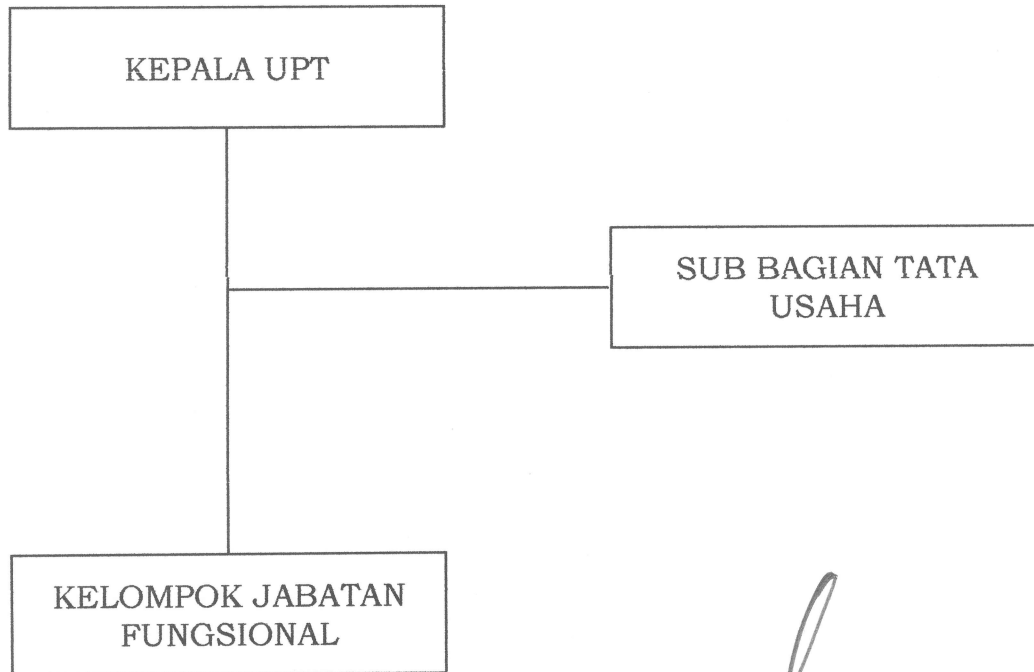 KEPALA UPT
SUB BAGIAN TATA
USAHA
KELOMPOK JABATAN
FUNGSIONAL